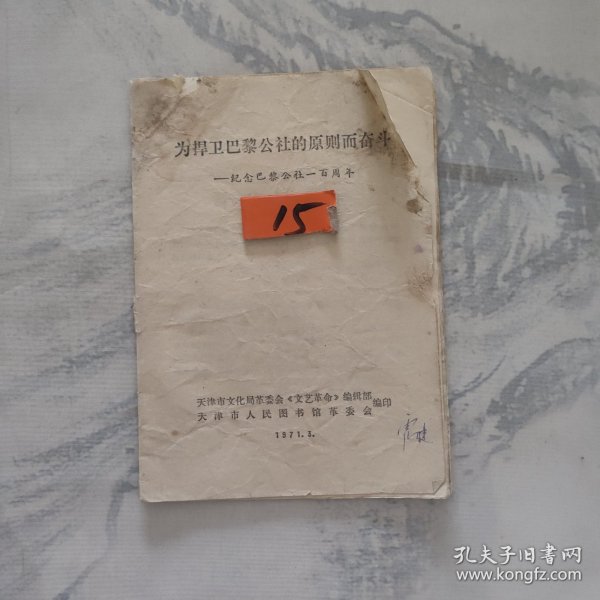 为捍卫巴黎公社的原则而奋斗
——纪念巴黎公社一百周年
15
天津市文化局革委会《文艺革命》编辑部
天津市人民图书馆革委会
编印
1971.3.
孔夫子旧书网
www.kongfz.com